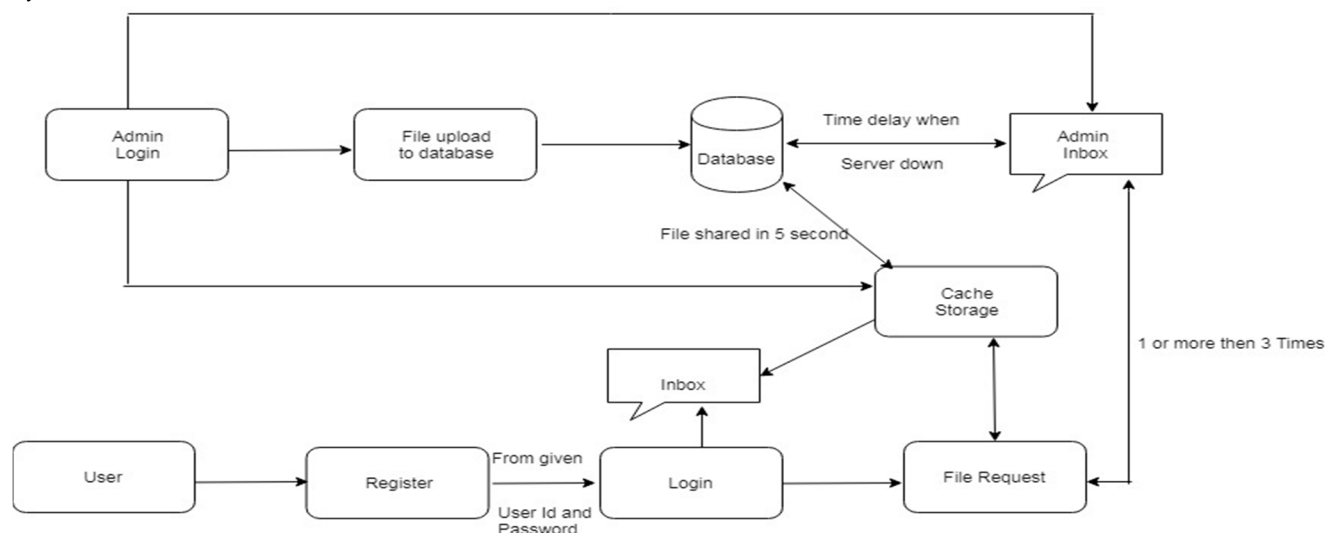 Admin
Login
File upload
to database
Database
Time delay when
Server down
Admin
Inbox
File shared in 5 second
Cache
Storage
1 or more then 3 Times
Inbox
User
Register
From given
User Id and
Password
Login
File Request